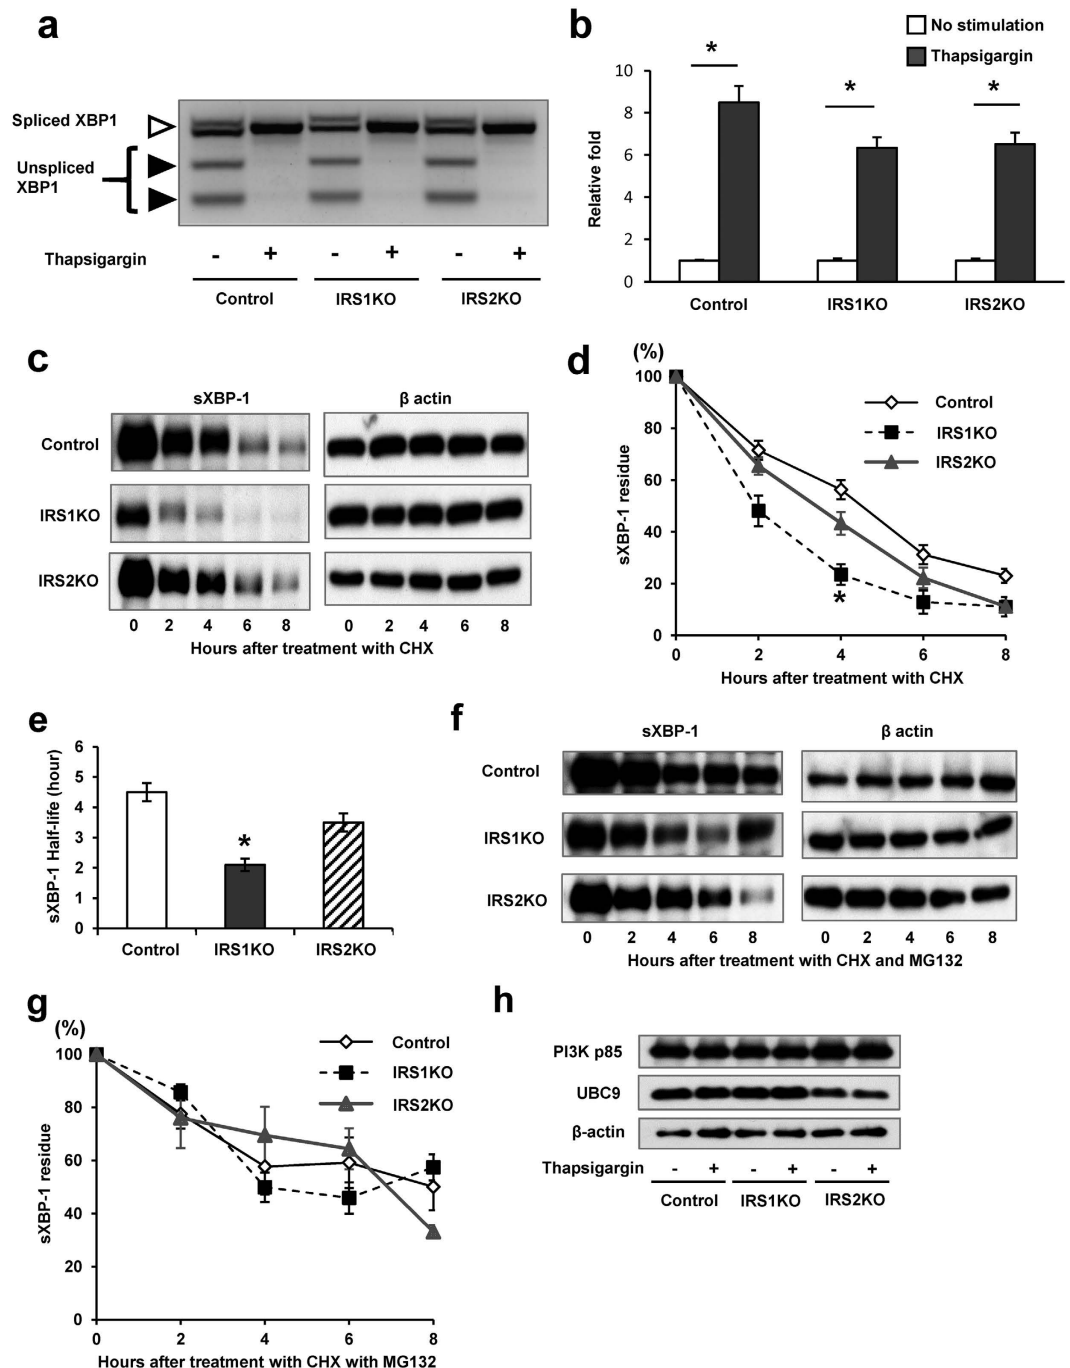 a
Spliced XBP1
Unspliced
XBP1
Thapsigargin
- + - + - +
Control IRS1KO IRS2KO
b
No stimulation
Thapsigargin
Relative fold
10
8
6
4
2
0
* * *
Control IRS1KO IRS2KO
c
sXBP-1 β actin
Control
IRS1KO
IRS2KO
0 2 4 6 8 0 2 4 6 8
Hours after treatment with CHX
d
(%)
sXBP-1 residue
100
80
60
40
20
0
Control
IRS1KO
IRS2KO
*
0 2 4 6 8
Hours after treatment with CHX
e
sXBP-1 Half-life (hour)
6
5
4
3
2
1
0
*
Control IRS1KO IRS2KO
f
sXBP-1 β actin
Control
IRS1KO
IRS2KO
0 2 4 6 8 0 2 4 6 8
Hours after treatment with CHX and MG132
g
(%)
sXBP-1 residue
100
80
60
40
20
0
Control
IRS1KO
IRS2KO
0 2 4 6 8
Hours after treatment with CHX with MG132
h
PI3K p85
UBC9
β-actin
Thapsigargin - + - + - +
Control IRS1KO IRS2KO